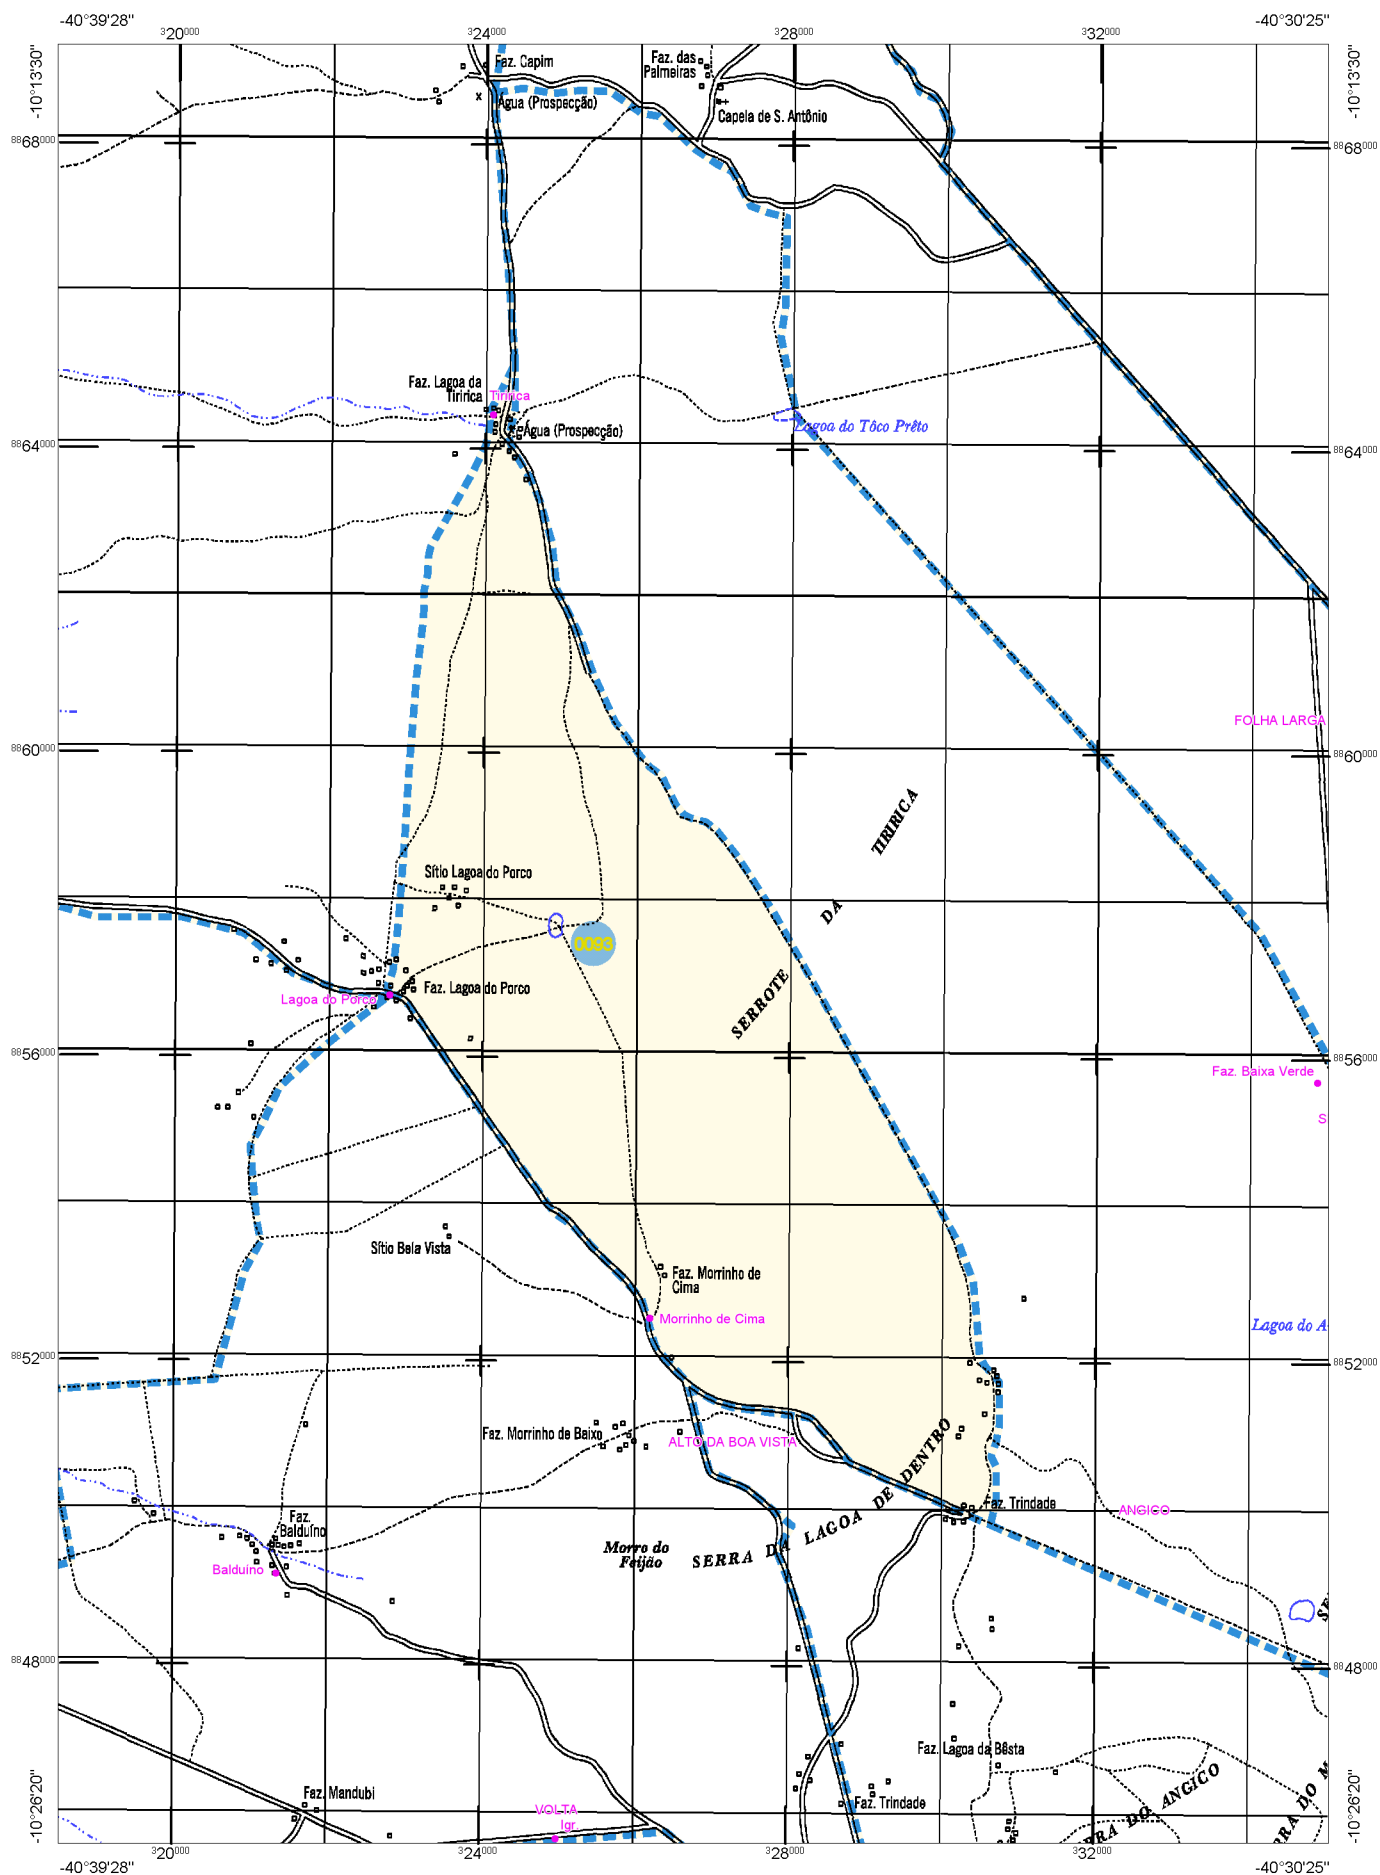 -40°39'28"
-40°30'25"
320000
324000
328000
332000
-10°13'30"
-10°13'30"
Faz. Capim
Faz. das
Palmeiras
Água (Prospecção)
Capela de S. Antônio
8868000
8868000
Faz. Lagoa da
Tiririca
Tiririca
Água (Prospecção)
Lagoa do Tôco Prêto
8864000
8864000
FOLHA LARGA
8860000
8860000
TIRIRICA
DA
SERROTE
Sítio Lagoa do Porco
0093
Faz. Lagoa do Porco
Lagoa do Porco
8856000
8856000
Faz. Baixa Verde
S
Sítio Bela Vista
Faz. Morrinho de
Cima
Morrinho de Cima
Lagoa do A
8852000
8852000
Faz. Morrinho de Baixo
ALTO DA BOA VISTA
SERRA DA LAGOA DE DENTRO
Faz. Trindade
ANGICO
Faz.
Balduíno
Balduíno
Morro do
Feijão
SE
8848000
8848000
Faz. Lagoa da Bêsta
Faz. Mandubi
Faz. Trindade
VOLTA
Igr.
RRA DO ANGICO
RRA DO M
-10°26'20"
-10°26'20"
320000
324000
328000
332000
-40°39'28"
-40°30'25"